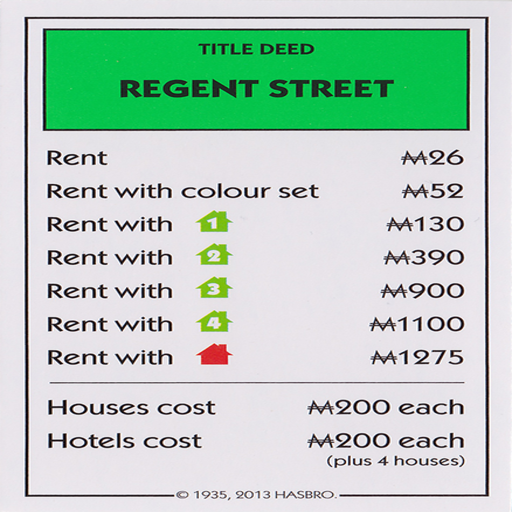 TITLE DEED
REGENT STREET
Rent ₩26
Rent with colour set ₩52
Rent with 1 ₩130
Rent with 2 ₩390
Rent with 3 ₩900
Rent with 4 ₩1100
Rent with ₩1275
Houses cost ₩200 each
Hotels cost ₩200 each
(plus 4 houses)
© 1935, 2013 HASBRO.